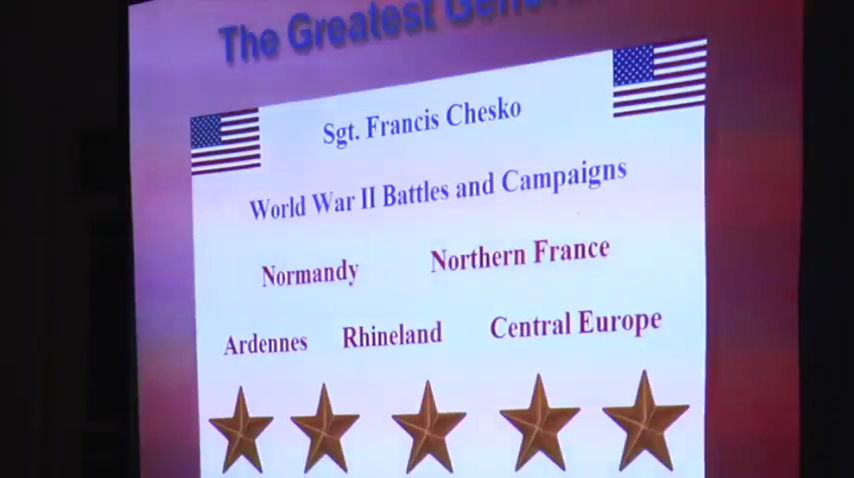 The Greatest
Sgt. Francis Chesko
World War II Battles and Campaigns
Normandy Northern France
Ardennes Rhineland Central Europe